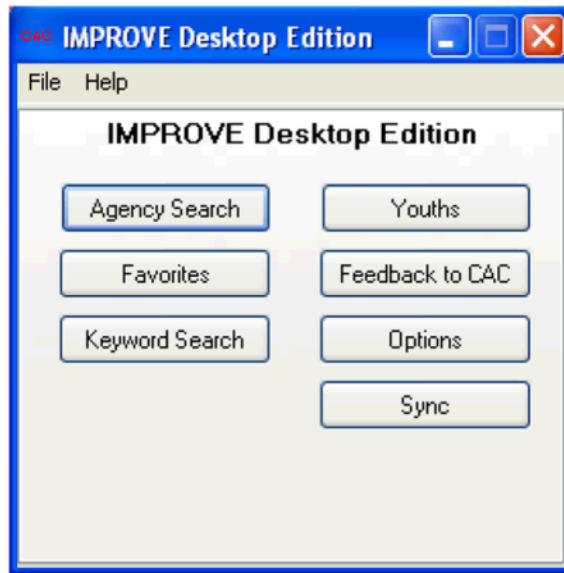 CAC IMPROVE Desktop Edition
File Help
IMPROVE Desktop Edition
Agency Search Youths
Favorites Feedback to CAC
Keyword Search Options
Sync